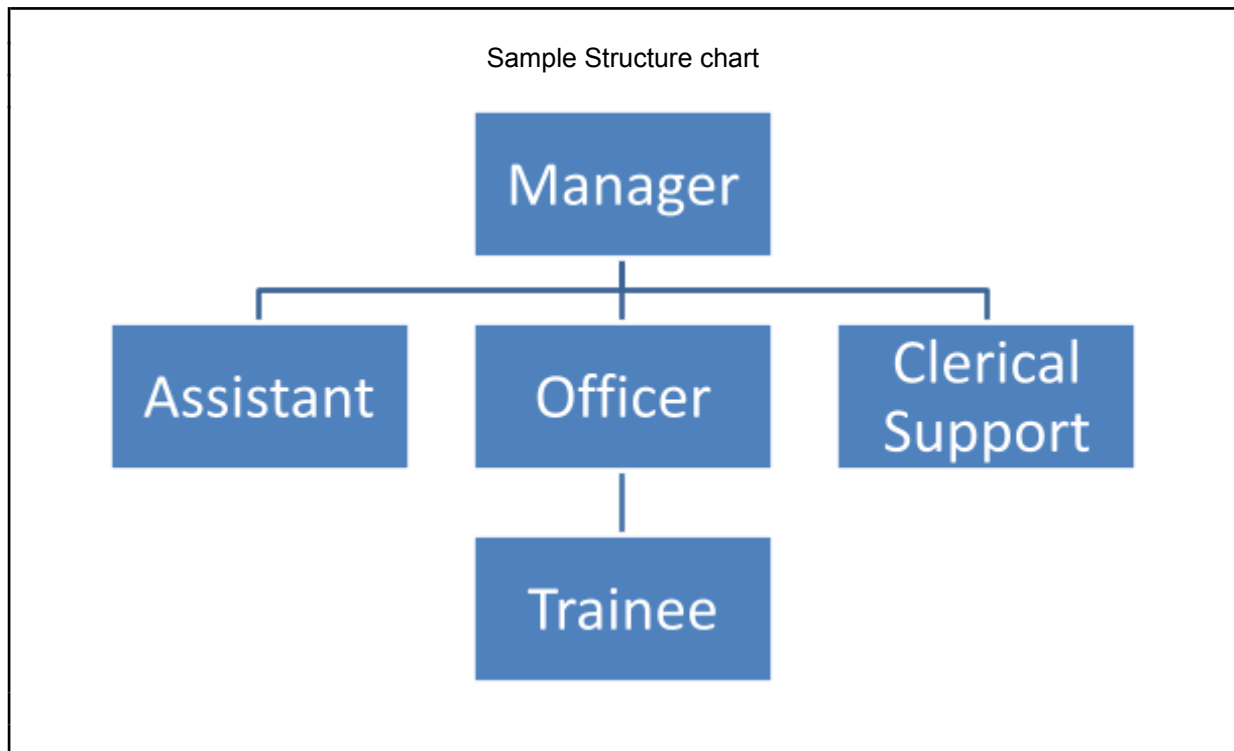 Sample Structure chart
Manager
Assistant
Officer
Clerical
Support
Trainee